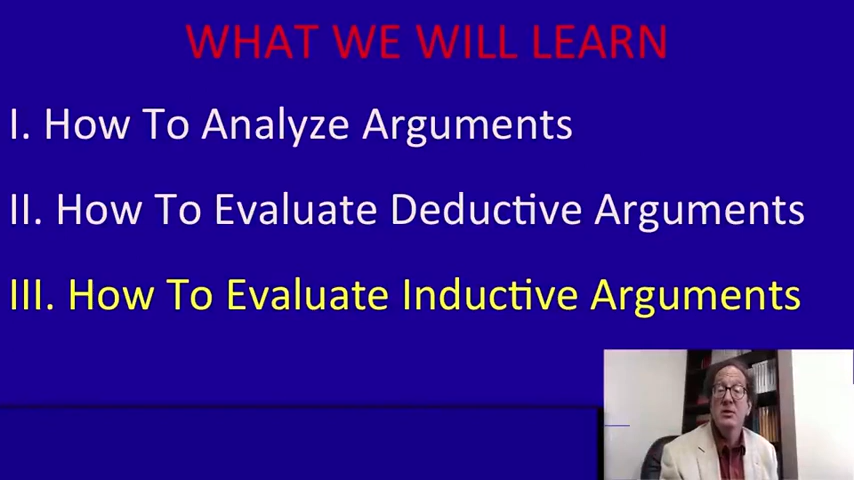 WHAT WE WILL LEARN
I. How To Analyze Arguments
II. How To Evaluate Deductive Arguments
III. How To Evaluate Inductive Arguments